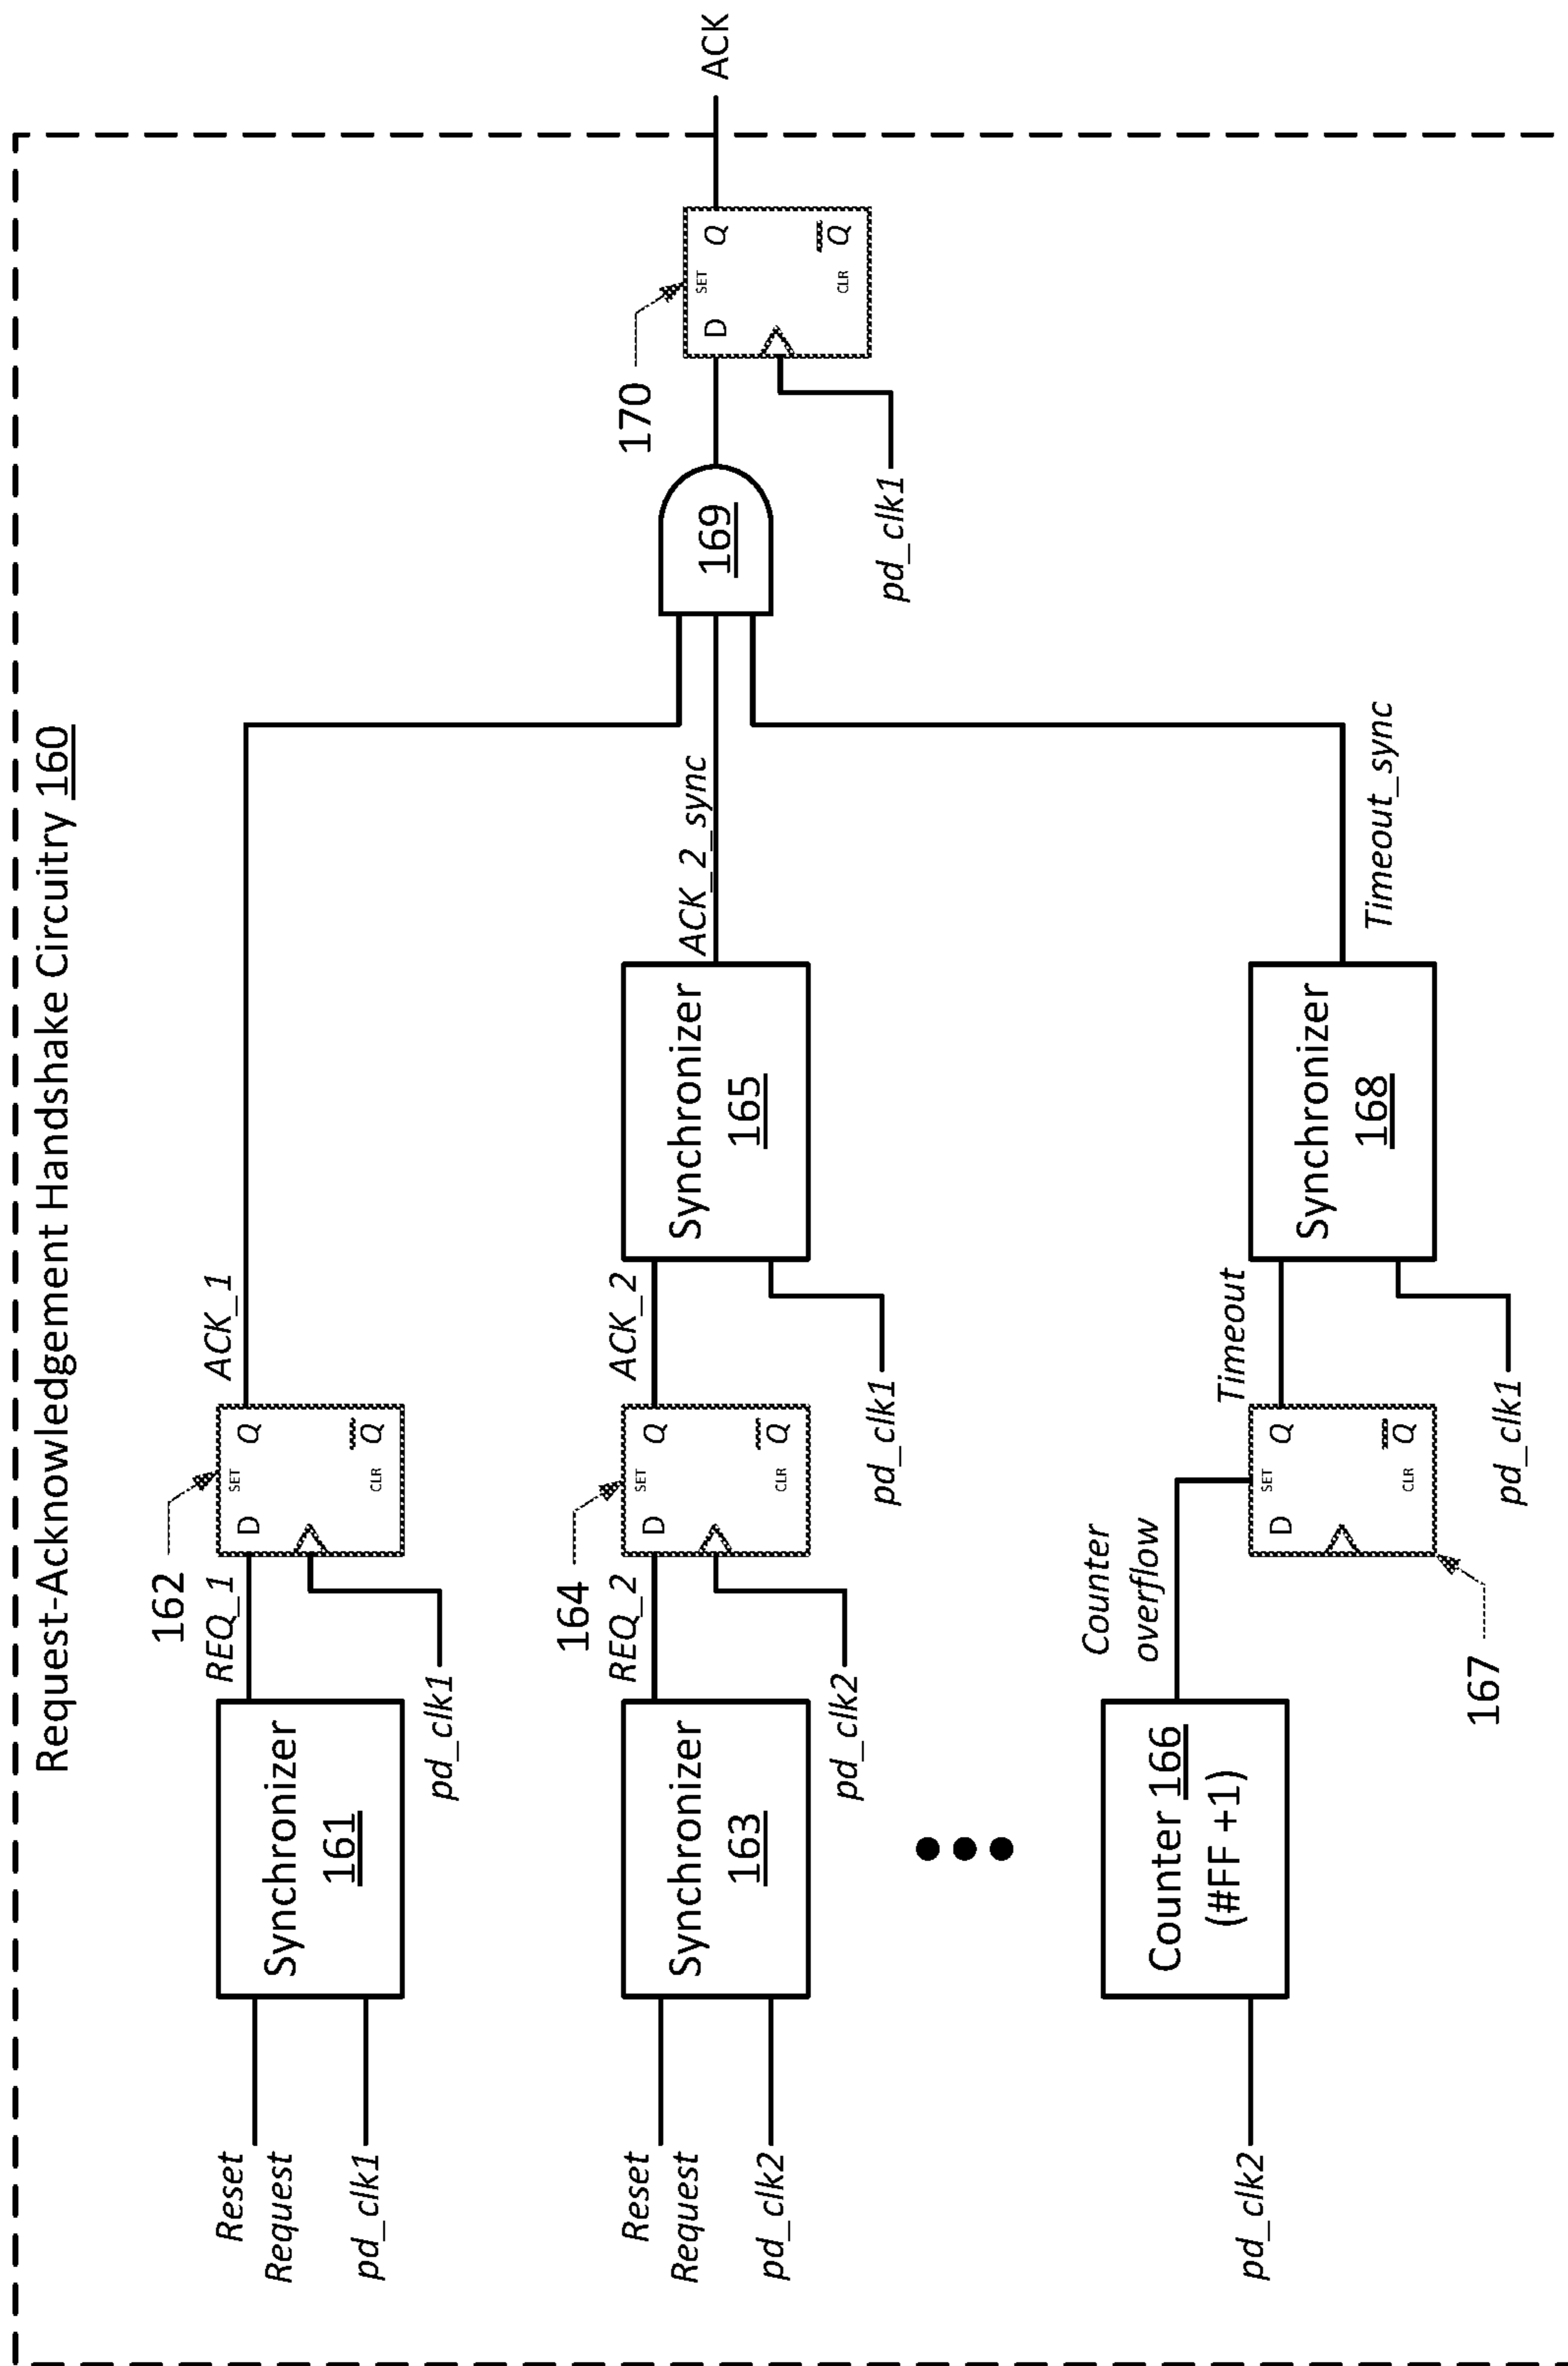 Request-Acknowledgement Handshake Circuitry 160
Reset
Request
pd_clk1
Synchronizer
161
REQ_1
pd_clk1
162
D
SET
Q
CLR
Q
ACK_1
Reset
Request
pd_clk2
Synchronizer
163
REQ_2
pd_clk2
164
D
SET
Q
CLR
Q
ACK_2
pd_clk1
Synchronizer
165
ACK_2_sync
pd_clk2
Counter 166
(#FF +1)
Counter
overflow
167
D
SET
Q
CLR
Q
Timeout
pd_clk1
Synchronizer
168
Timeout_sync
169
pd_clk1
170
D
SET
Q
CLR
Q
ACK